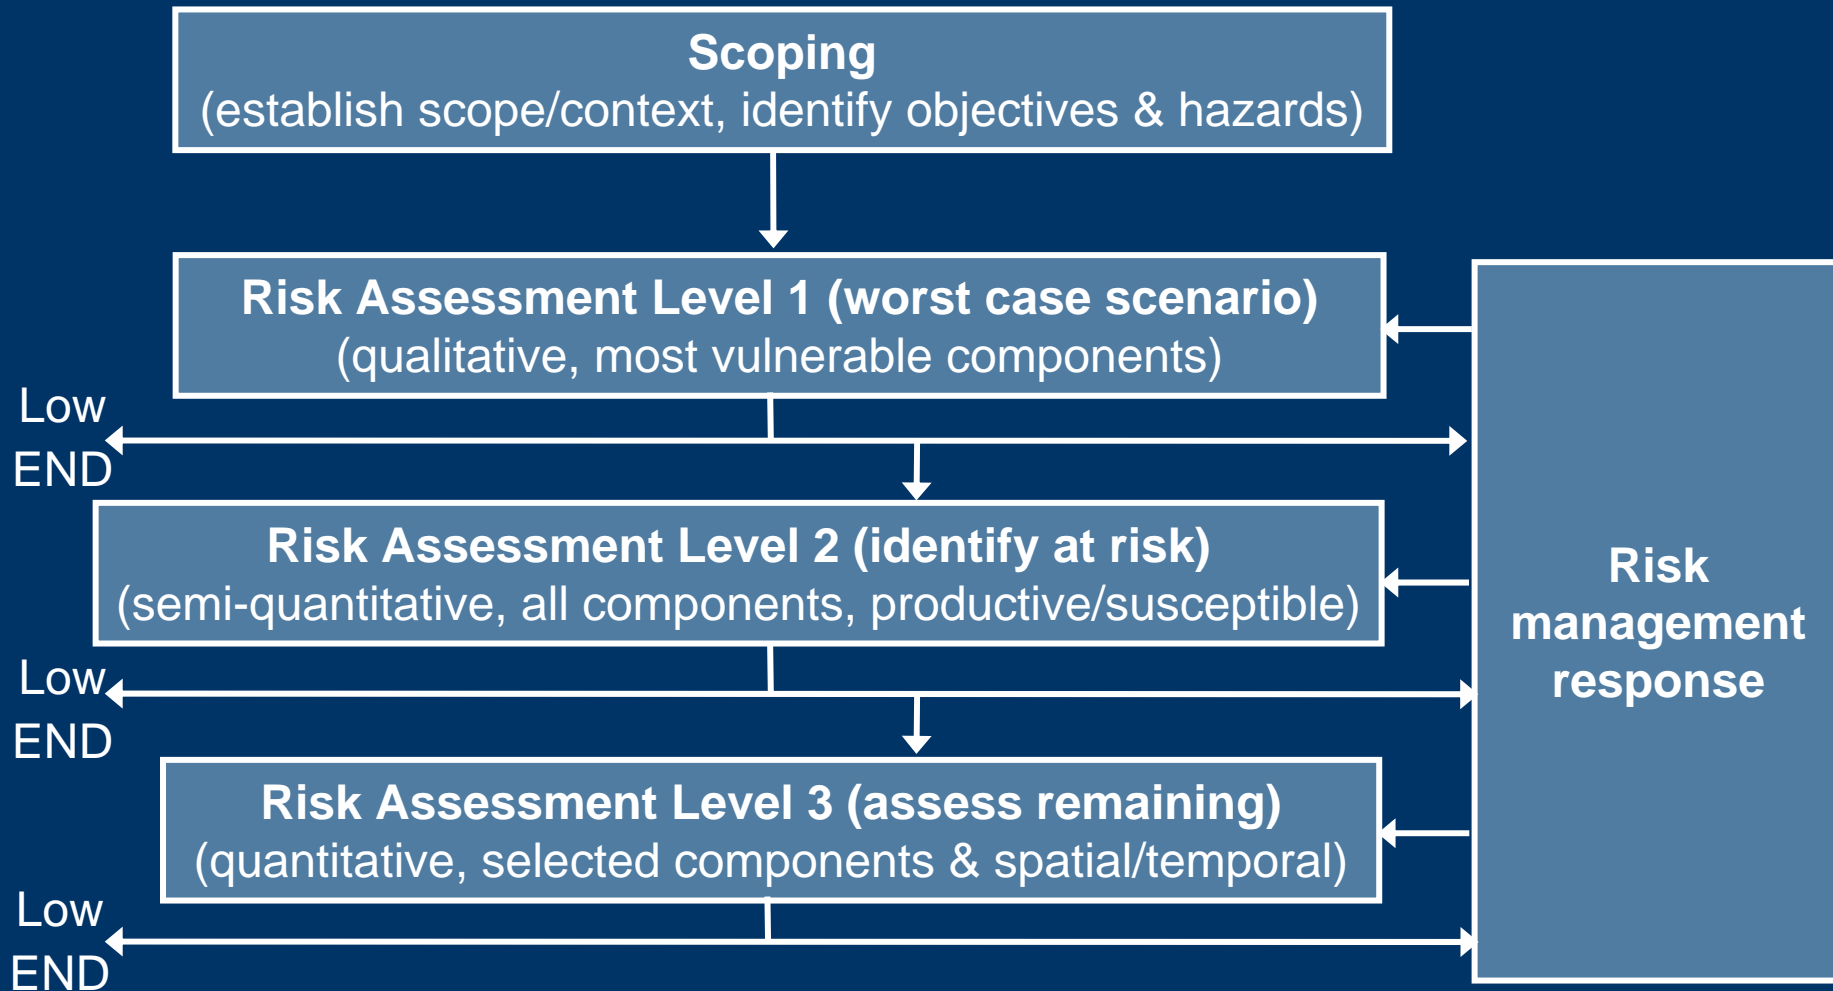 Scoping
(establish scope/context, identify objectives & hazards)
Risk Assessment Level 1 (worst case scenario)
(qualitative, most vulnerable components)
Low
END
Risk Assessment Level 2 (identify at risk)
(semi-quantitative, all components, productive/susceptible)
Risk
management
response
Low
END
Risk Assessment Level 3 (assess remaining)
(quantitative, selected components & spatial/temporal)
Low
END